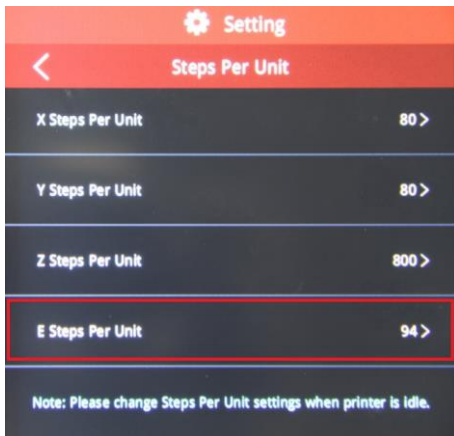 Setting
Steps Per Unit
X Steps Per Unit 80
Y Steps Per Unit 80
Z Steps Per Unit 800
E Steps Per Unit 94
Note: Please change Steps Per Unit settings when printer is idle.